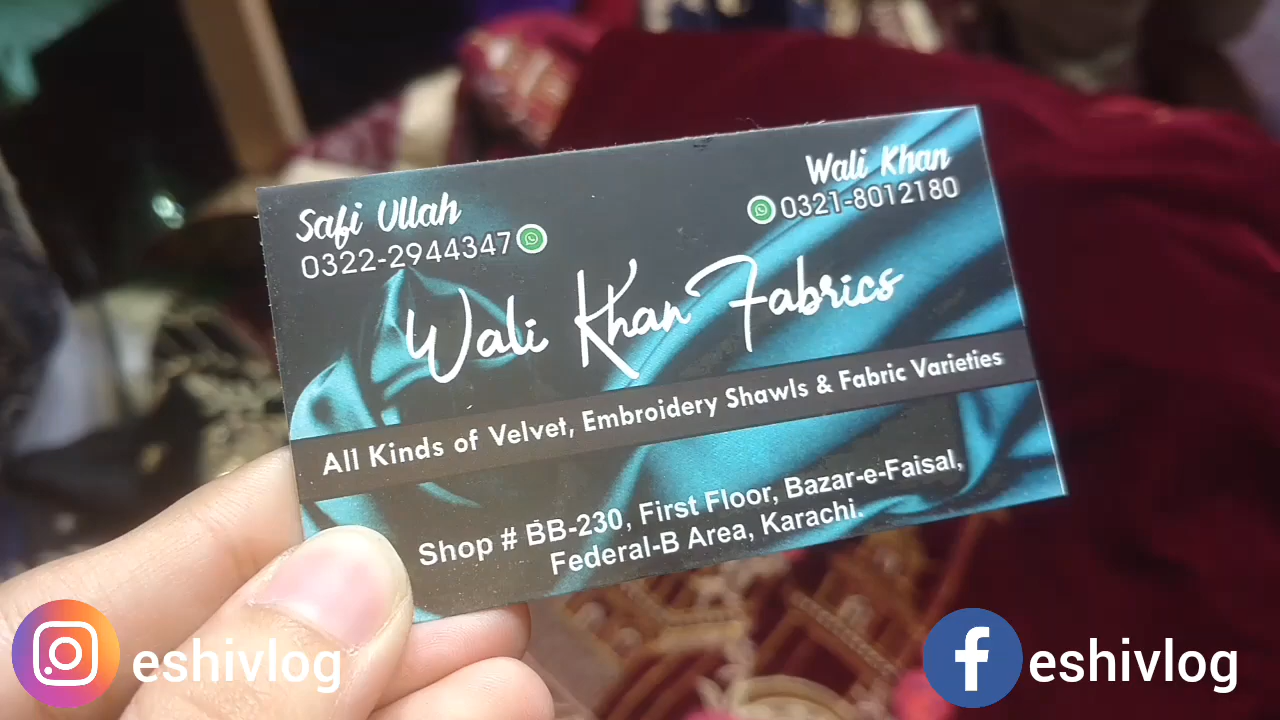 Safi Ullah
0322-2944347
Wali Khan
0321-8012180
Wali Khan Fabrics
All Kinds of Velvet, Embroidery Shawls & Fabric Varieties
Shop # BB-230, First Floor, Bazar-e-Faisal,
Federal-B Area, Karachi.
eshivlog
eshivlog